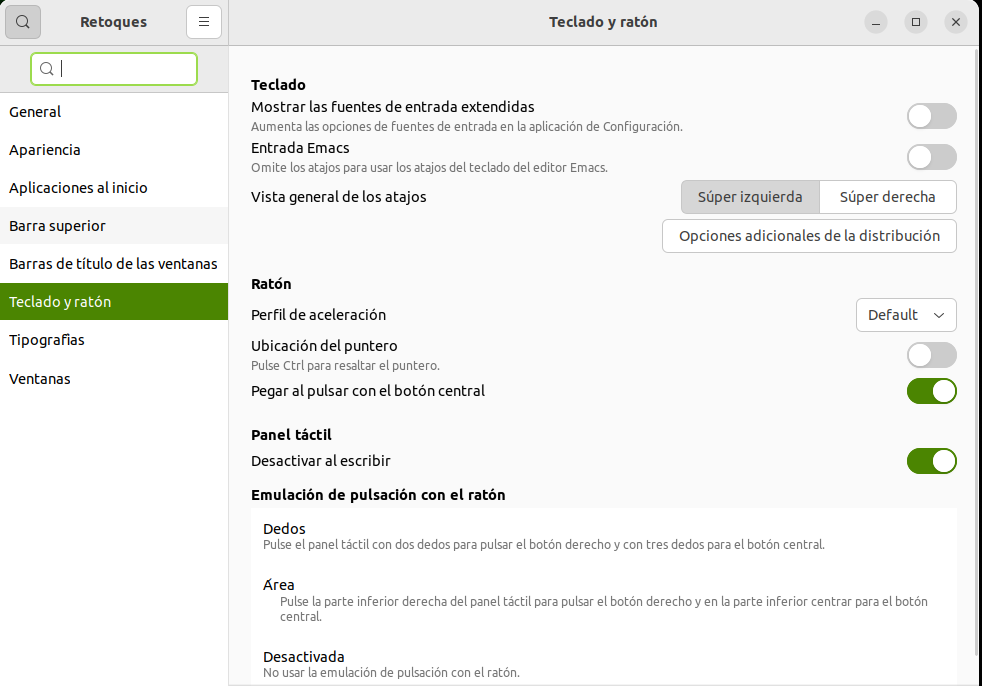 Retoques
Teclado y ratón
General
Apariencia
Aplicaciones al inicio
Barra superior
Barras de título de las ventanas
Teclado y ratón
Tipografías
Ventanas
Teclado
Mostrar las fuentes de entrada extendidas
Aumenta las opciones de fuentes de entrada en la aplicación de Configuración.
Entrada Emacs
Omite los atajos para usar los atajos del teclado del editor Emacs.
Vista general de los atajos
Súper izquierda
Súper derecha
Opciones adicionales de la distribución
Ratón
Perfil de aceleración
Default
Ubicación del puntero
Pulse Ctrl para resaltar el puntero.
Pegar al pulsar con el botón central
Panel táctil
Desactivar al escribir
Emulación de pulsación con el ratón
Dedos
Pulse el panel táctil con dos dedos para pulsar el botón derecho y con tres dedos para el botón central.
Área
Pulse la parte inferior derecha del panel táctil para pulsar el botón derecho y en la parte inferior centrar para el botón
central.
Desactivada
No usar la emulación de pulsación con el ratón.